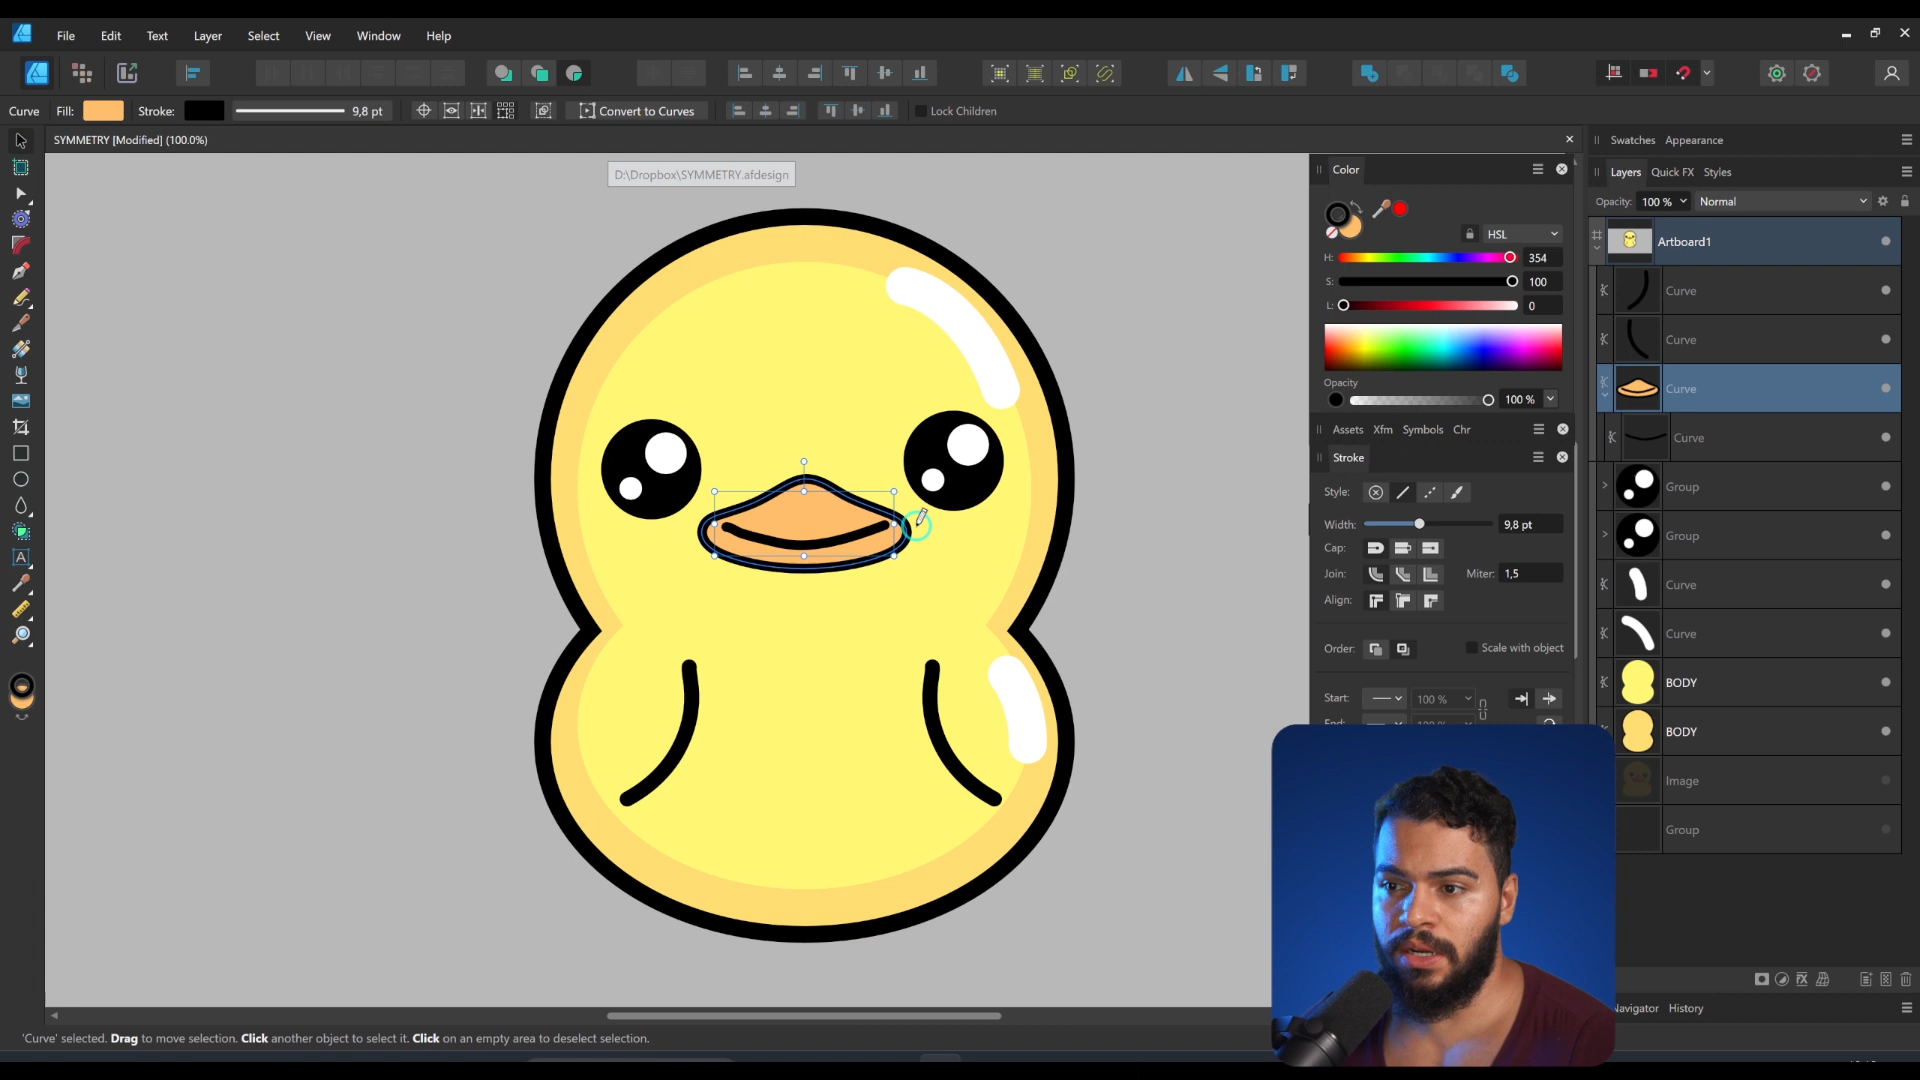 File Edit Text Layer Select View Window Help
Curve Fill: Stroke: 9,8 pt Convert to Curves Lock Children
SYMMETRY [Modified] (100.0%)
D:\Dropbox\SYMMETRY.afdesign
Color
HSL
H: 354
S: 100
L: 0
Opacity
100 %
Assets Xfm Symbols Chr
Stroke
Style:
Width: 9,8 pt
Cap:
Join: Miter: 1,5
Align:
Order: Scale with object
Start: 100 %
Swatches Appearance
Layers Quick FX Styles
Opacity: 100 % Normal
Artboard1
Curve
Curve
Curve
Curve
Group
Group
Curve
Curve
BODY
BODY
Image
Group
Navigator History
'Curve' selected. Drag to move selection. Click another object to select it. Click on an empty area to deselect selection.